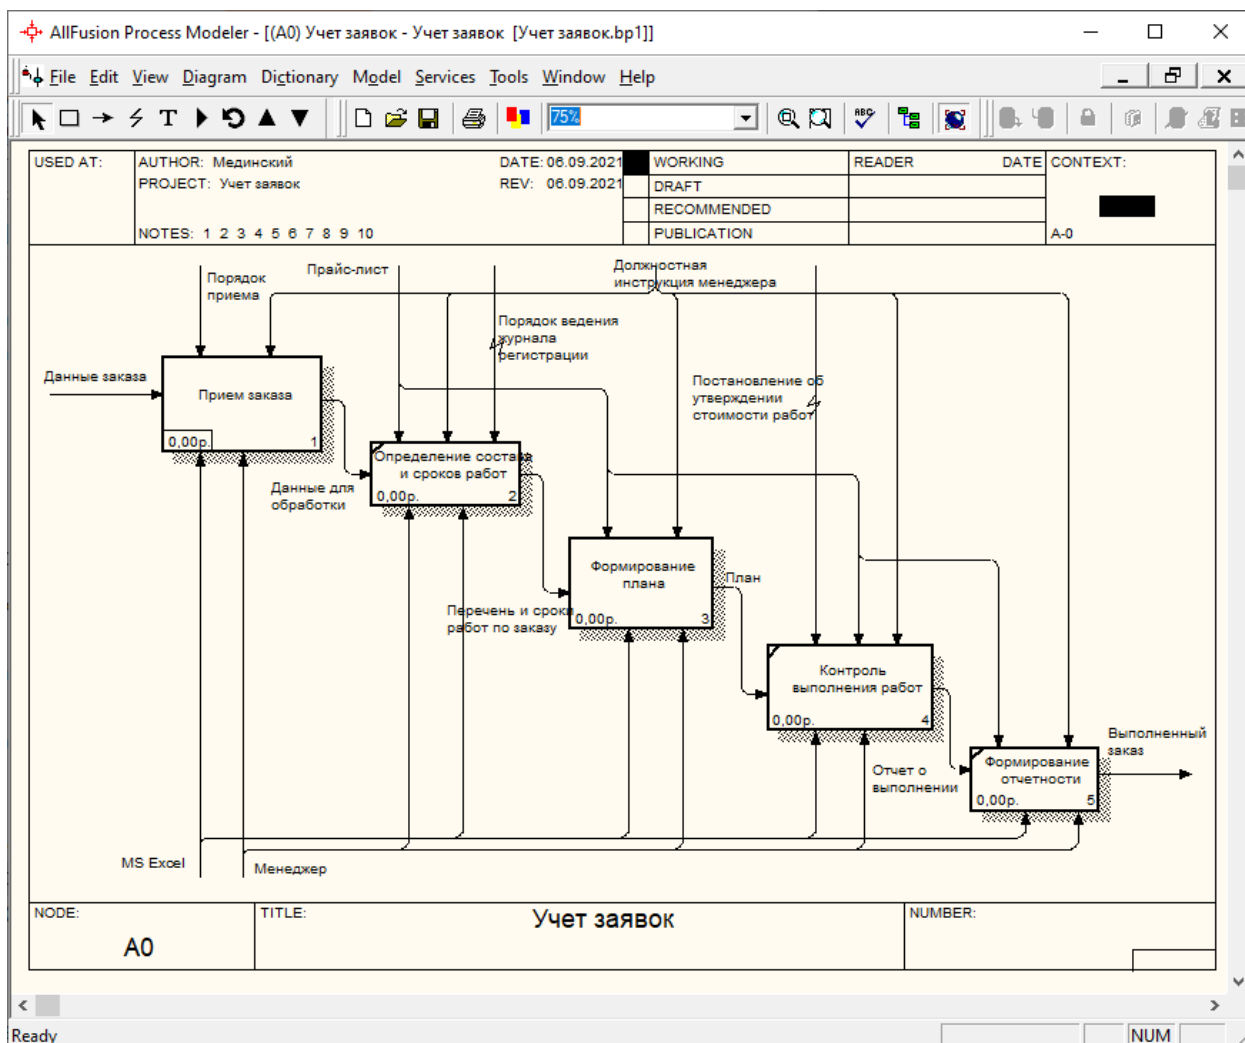 AllFusion Process Modeler - [(A0) Учет заявок - Учет заявок [Учет заявок.bp1]]
File Edit View Diagram Dictionary Model Services Tools Window Help
75%
USED AT:
AUTHOR: Мединский
DATE: 06.09.2021
PROJECT: Учет заявок
REV: 06.09.2021
NOTES: 1 2 3 4 5 6 7 8 9 10
WORKING
DRAFT
RECOMMENDED
PUBLICATION
READER
DATE
CONTEXT:
A-0
Порядок
приема
Прайс-лист
Должностная
инструкция менеджера
Порядок ведения
журнала
регистрации
Данные заказа
Прием заказа
0,00р. 1
Постановление об
утверждении
стоимости работ
Определение состава
и сроков работ
0,00р. 2
Данные для
обработки
Формирование
плана
0,00р. 3
План
Перечень и сроки
работ по заказу
Контроль
выполнения работ
0,00р. 4
Выполненный
заказ
Формирование
отчетности
0,00р. 5
Отчет о
выполнении
MS Excel
Менеджер
NODE:
A0
TITLE:
Учет заявок
NUMBER:
Ready
NUM